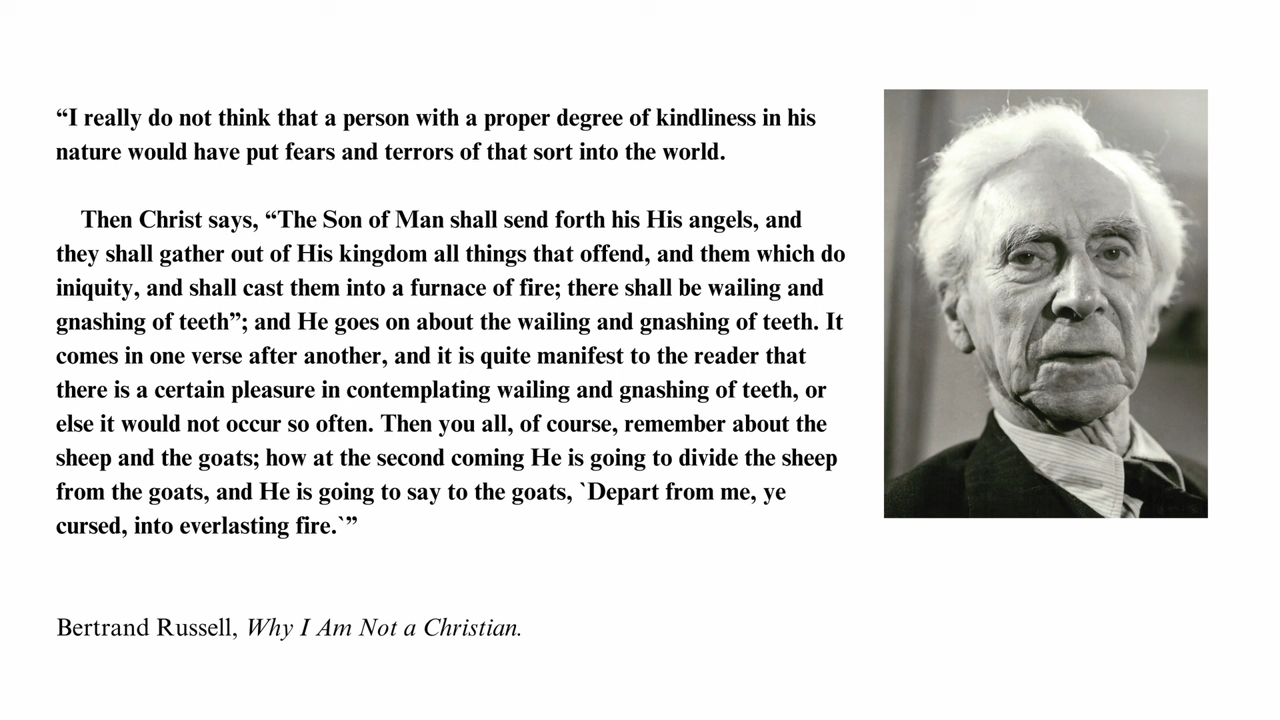 “I really do not think that a person with a proper degree of kindliness in his
nature would have put fears and terrors of that sort into the world.
Then Christ says, “The Son of Man shall send forth his His angels, and
they shall gather out of His kingdom all things that offend, and them which do
iniquity, and shall cast them into a furnace of fire; there shall be wailing and
gnashing of teeth”; and He goes on about the wailing and gnashing of teeth. It
comes in one verse after another, and it is quite manifest to the reader that
there is a certain pleasure in contemplating wailing and gnashing of teeth, or
else it would not occur so often. Then you all, of course, remember about the
sheep and the goats; how at the second coming He is going to divide the sheep
from the goats, and He is going to say to the goats, `Depart from me, ye
cursed, into everlasting fire.`”
Bertrand Russell, Why I Am Not a Christian.